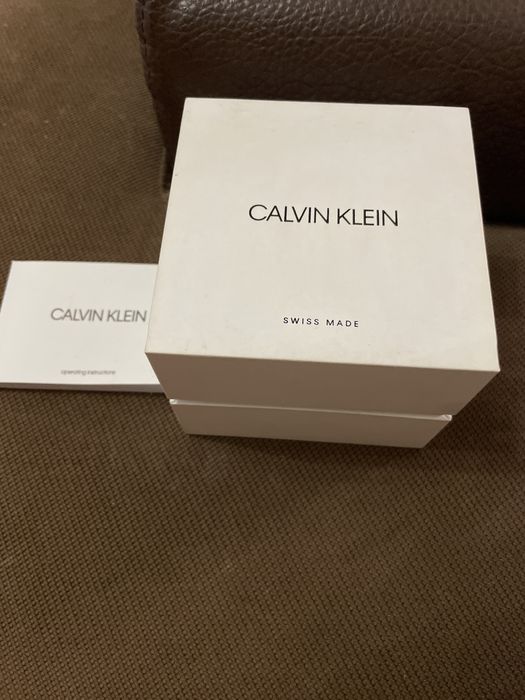 CALVIN KLEIN
SWISS MADE
CALVIN KLEIN
operating instructions